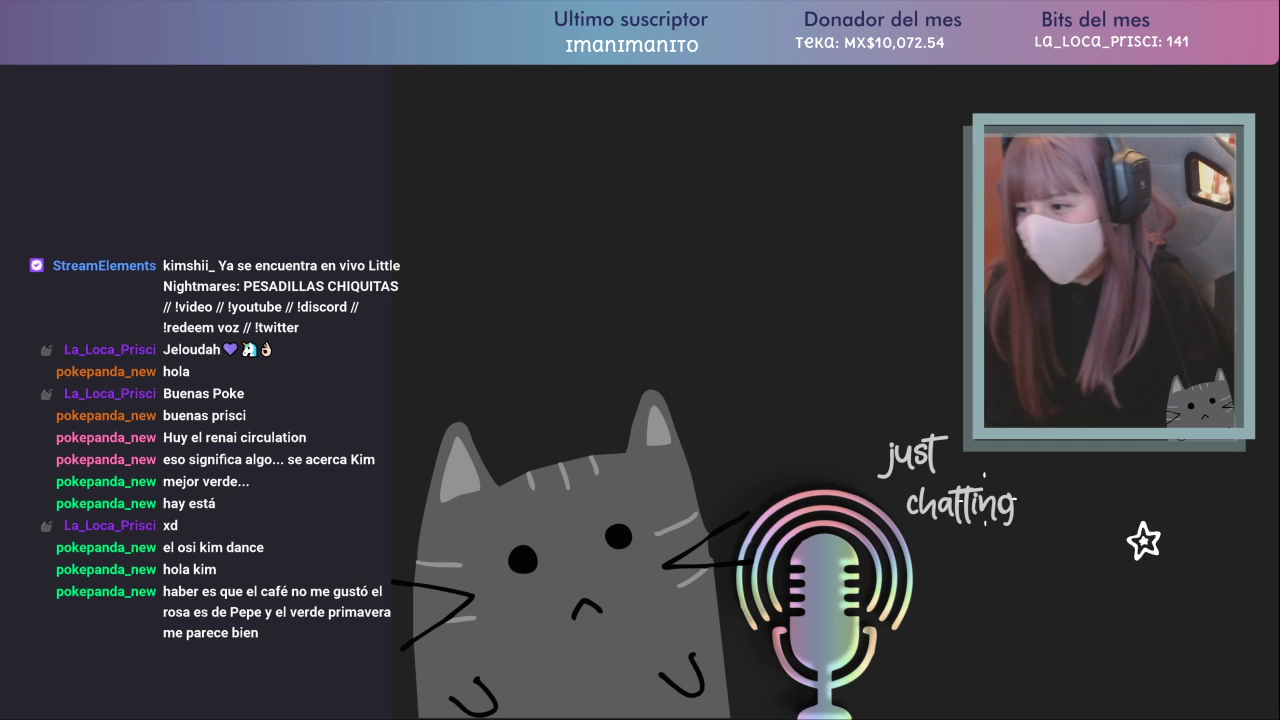 Ultimo suscriptor
ImanImanITO
Donador del mes
Teka: MX$10,072.54
Bits del mes
La_Loca_Prisci: 141
StreamElements kimshii_ Ya se encuentra en vivo Little
Nightmares: PESADILLAS CHIQUITAS
// !video // !youtube // !discord //
!redeem voz // !twitter
La_Loca_Prisci Jeloudah💜🦄👌🏻
pokepanda_new hola
La_Loca_Prisci Buenas Poke
pokepanda_new buenas prisci
pokepanda_new Huy el renai circulation
pokepanda_new eso significa algo... se acerca Kim
pokepanda_new mejor verde...
pokepanda_new hay está
La_Loca_Prisci xd
pokepanda_new el osi kim dance
pokepanda_new hola kim
pokepanda_new haber es que el café no me gustó el
rosa es de Pepe y el verde primavera
me parece bien
just
chatting